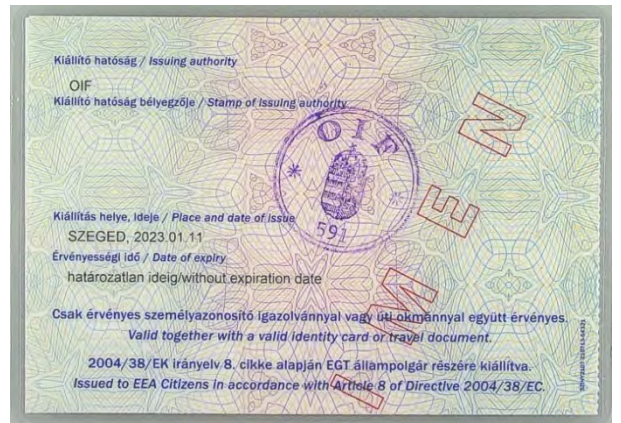 Kiállító hatóság / Issuing authority
OIF
Kiállító hatóság bélyegzője / Stamp of issuing authority
OIF
591
Kiállítás helye, ideje / Place and date of issue
SZEGED, 2023.01.11
Érvényességi idő / Date of expiry
határozatlan ideig/without expiration date
Csak érvényes személyazonosító igazolvánnyal vagy úti okmánnyal együtt érvényes.
Valid together with a valid identity card or travel document.
2004/38/EK irányelv 8. cikke alapján EGT állampolgár részére kiállítva.
Issued to EEA Citizens in accordance with Article 8 of Directive 2004/38/EC.
IMEN